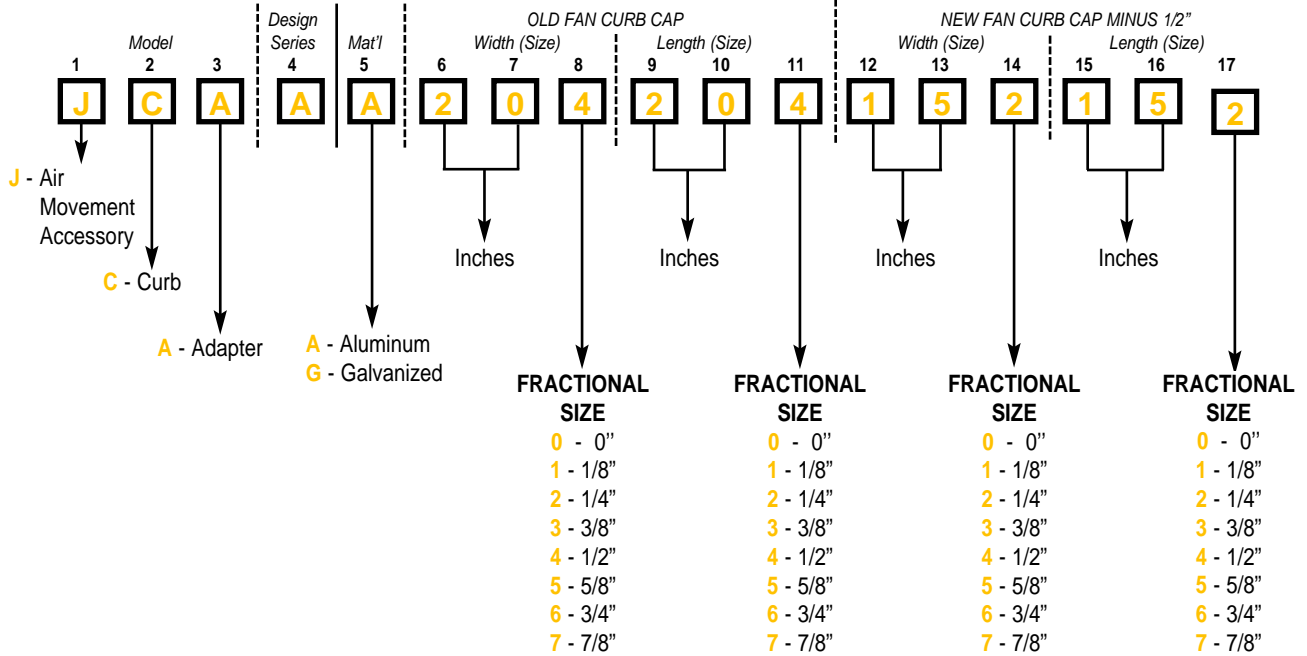 Design
OLD FAN CURB CAP
NEW FAN CURB CAP MINUS 1/2”
Model
Series
Mat’l
Width (Size)
Length (Size)
Width (Size)
Length (Size)
1 2 3 4 5 6 7 8 9 10 11 12 13 14 15 16 17
J C A A A 2 0 4 2 0 4 1 5 2 1 5 2
J - Air
Movement
Accessory
C - Curb
A - Adapter
A - Aluminum
G - Galvanized
Inches
Inches
Inches
Inches
FRACTIONAL
SIZE
0 - 0’’
1 - 1/8”
2 - 1/4”
3 - 3/8”
4 - 1/2”
5 - 5/8”
6 - 3/4”
7 - 7/8”
FRACTIONAL
SIZE
0 - 0’’
1 - 1/8”
2 - 1/4”
3 - 3/8”
4 - 1/2”
5 - 5/8”
6 - 3/4”
7 - 7/8”
FRACTIONAL
SIZE
0 - 0’’
1 - 1/8”
2 - 1/4”
3 - 3/8”
4 - 1/2”
5 - 5/8”
6 - 3/4”
7 - 7/8”
FRACTIONAL
SIZE
0 - 0’’
1 - 1/8”
2 - 1/4”
3 - 3/8”
4 - 1/2”
5 - 5/8”
6 - 3/4”
7 - 7/8”